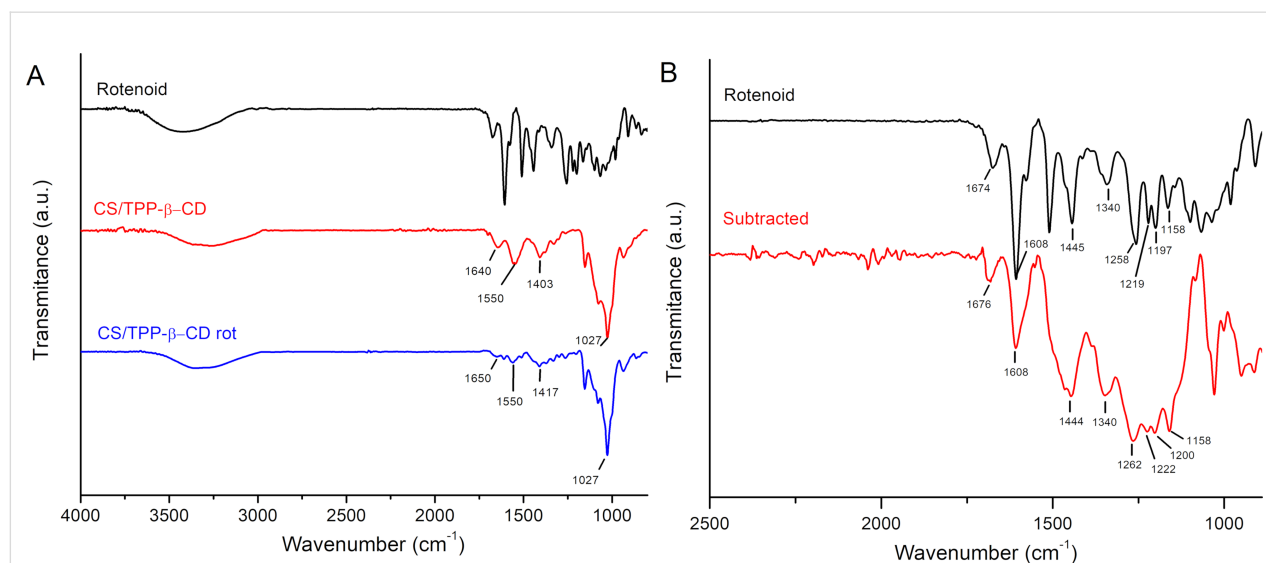 A
Rotenoid
CS/TPP-β–CD
1640
1550
1403
1027
CS/TPP-β–CD rot
1650
1550
1417
1027
4000 3500 3000 2500 2000 1500 1000
Wavenumber (cm⁻¹)
Transmitance (a.u.)
B
Rotenoid
1674
1608
1445
1340
1258
1219
1197
1158
Subtracted
1676
1608
1444
1340
1262
1222
1200
1158
2500 2000 1500 1000
Wavenumber (cm⁻¹)
Transmitance (a.u.)